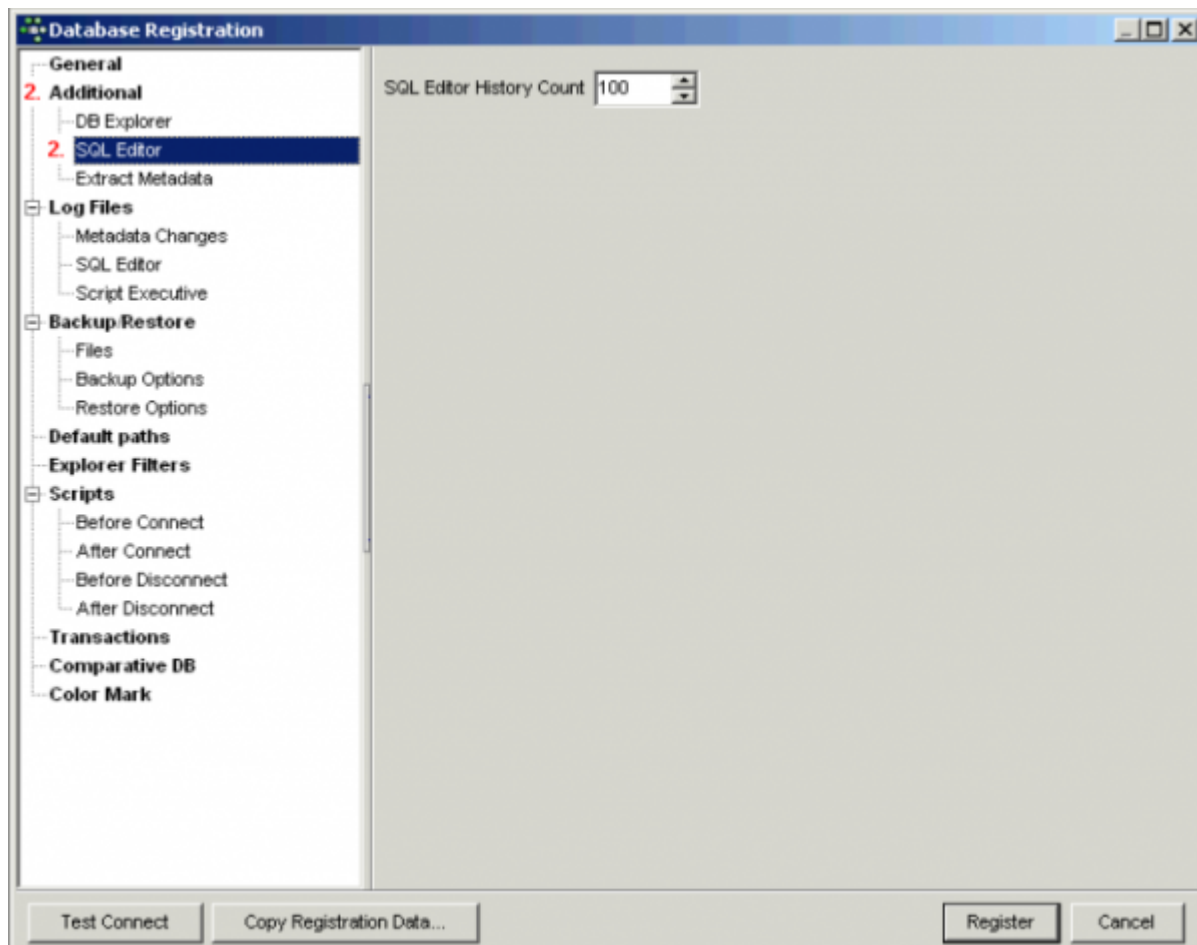 Database Registration
General
2. Additional
DB Explorer
2. SQL Editor
Extract Metadata
Log Files
Metadata Changes
SQL Editor
Script Executive
Backup/Restore
Files
Backup Options
Restore Options
Default paths
Explorer Filters
Scripts
Before Connect
After Connect
Before Disconnect
After Disconnect
Transactions
Comparative DB
Color Mark
SQL Editor History Count 100
Test Connect
Copy Registration Data...
Register
Cancel